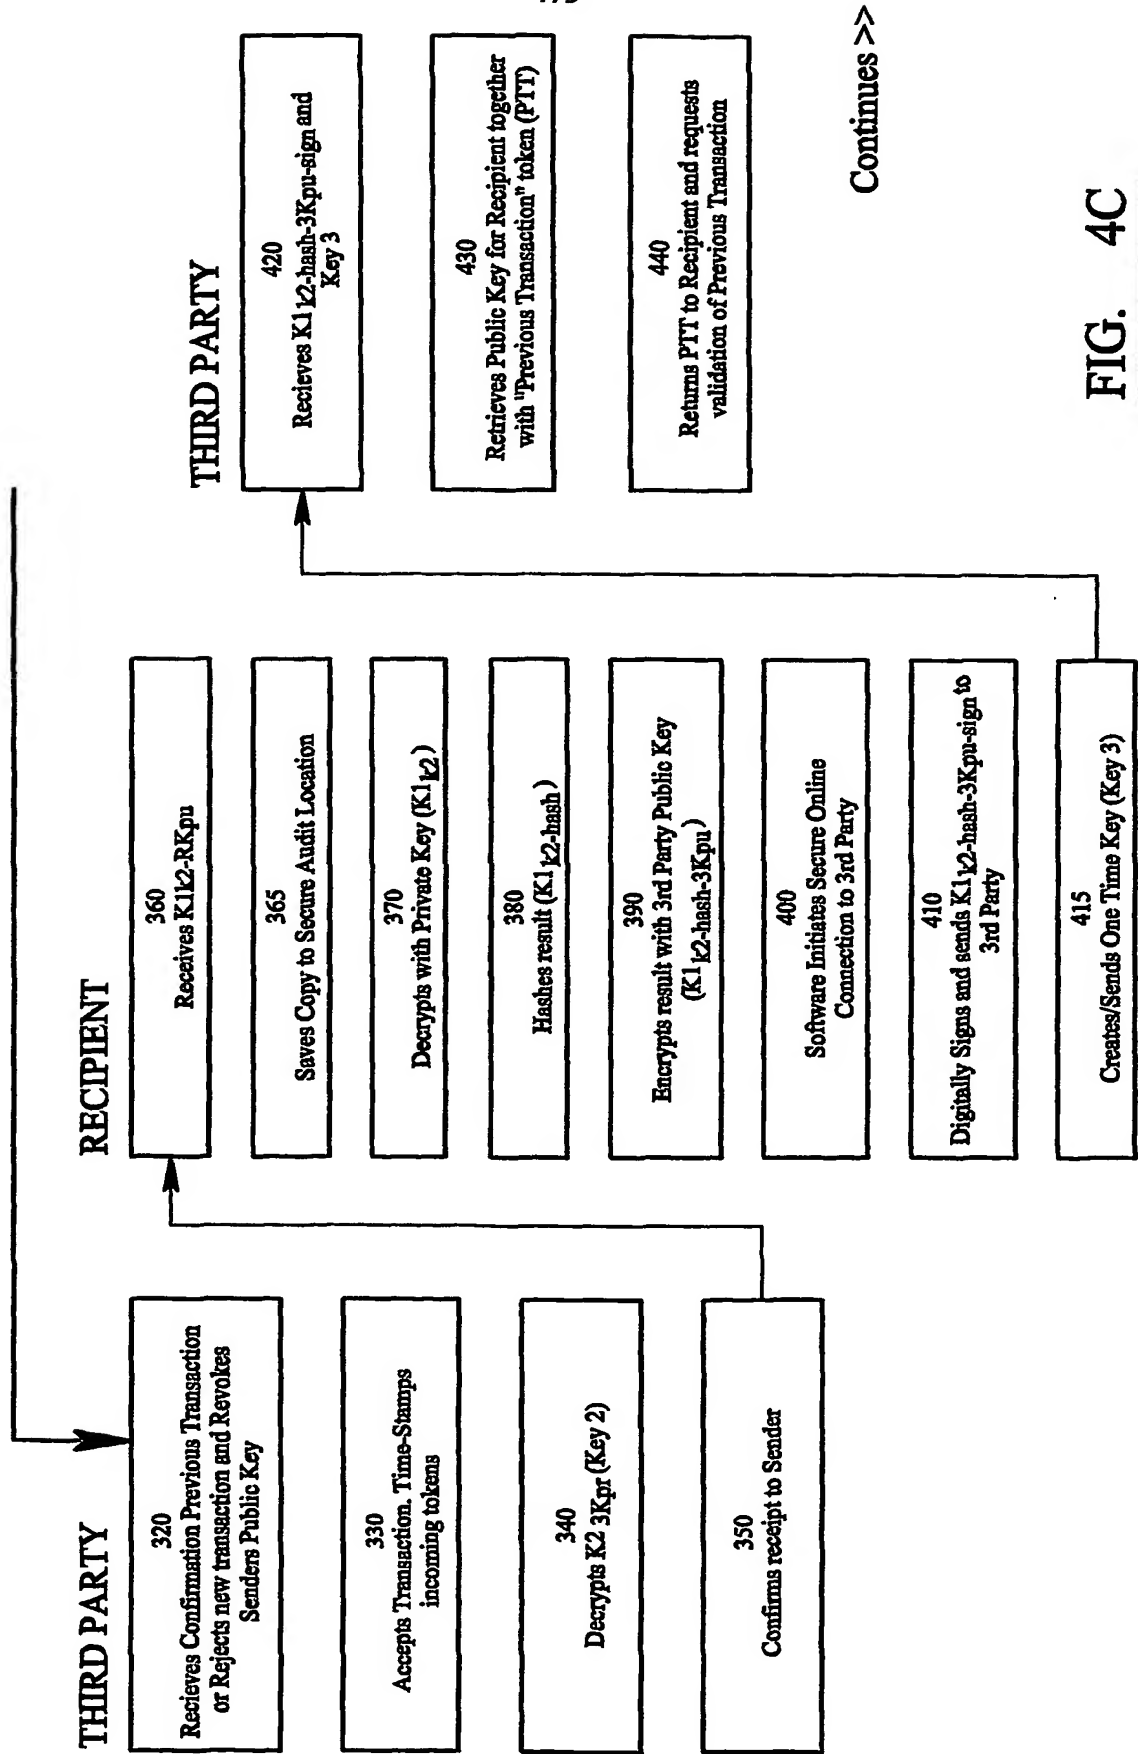 THIRD PARTY
320
Recieves Confirmation Previous Transaction
or Rejects new transaction and Revokes
Senders Public Key
330
Accepts Transaction. Time-Stamps
incoming tokens
340
Decrypts K2 3Kpr (Key 2)
350
Confirms receipt to Sender
RECIPIENT
360
Receives K1k2-RKpu
365
Saves Copy to Secure Audit Location
370
Decrypts with Private Key (K1k2)
380
Hashes result (K1k2-hash)
390
Encrypts result with 3rd Party Public Key
(K1k2-hash-3Kpu)
400
Software Initiates Secure Online
Connection to 3rd Party
410
Digitally Signs and sends K1k2-hash-3Kpu-sign to
3rd Party
415
Creates/Sends One Time Key (Key 3)
THIRD PARTY
420
Recieves K1k2-hash-3Kpu-sign and
Key 3
430
Retrieves Public Key for Recipient together
with "Previous Transaction" token (PTT)
440
Returns PTT to Recipient and requests
validation of Previous Transaction
Continues >>
FIG. 4C